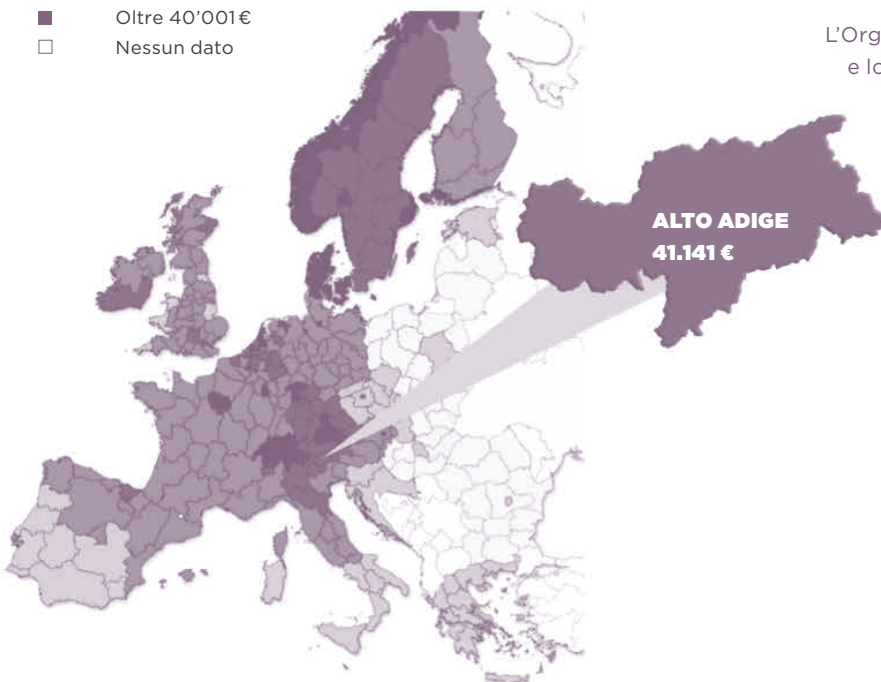 Oltre 40'001 €
Nessun dato
L'Org
e lo
ALTO ADIGE
41.141 €